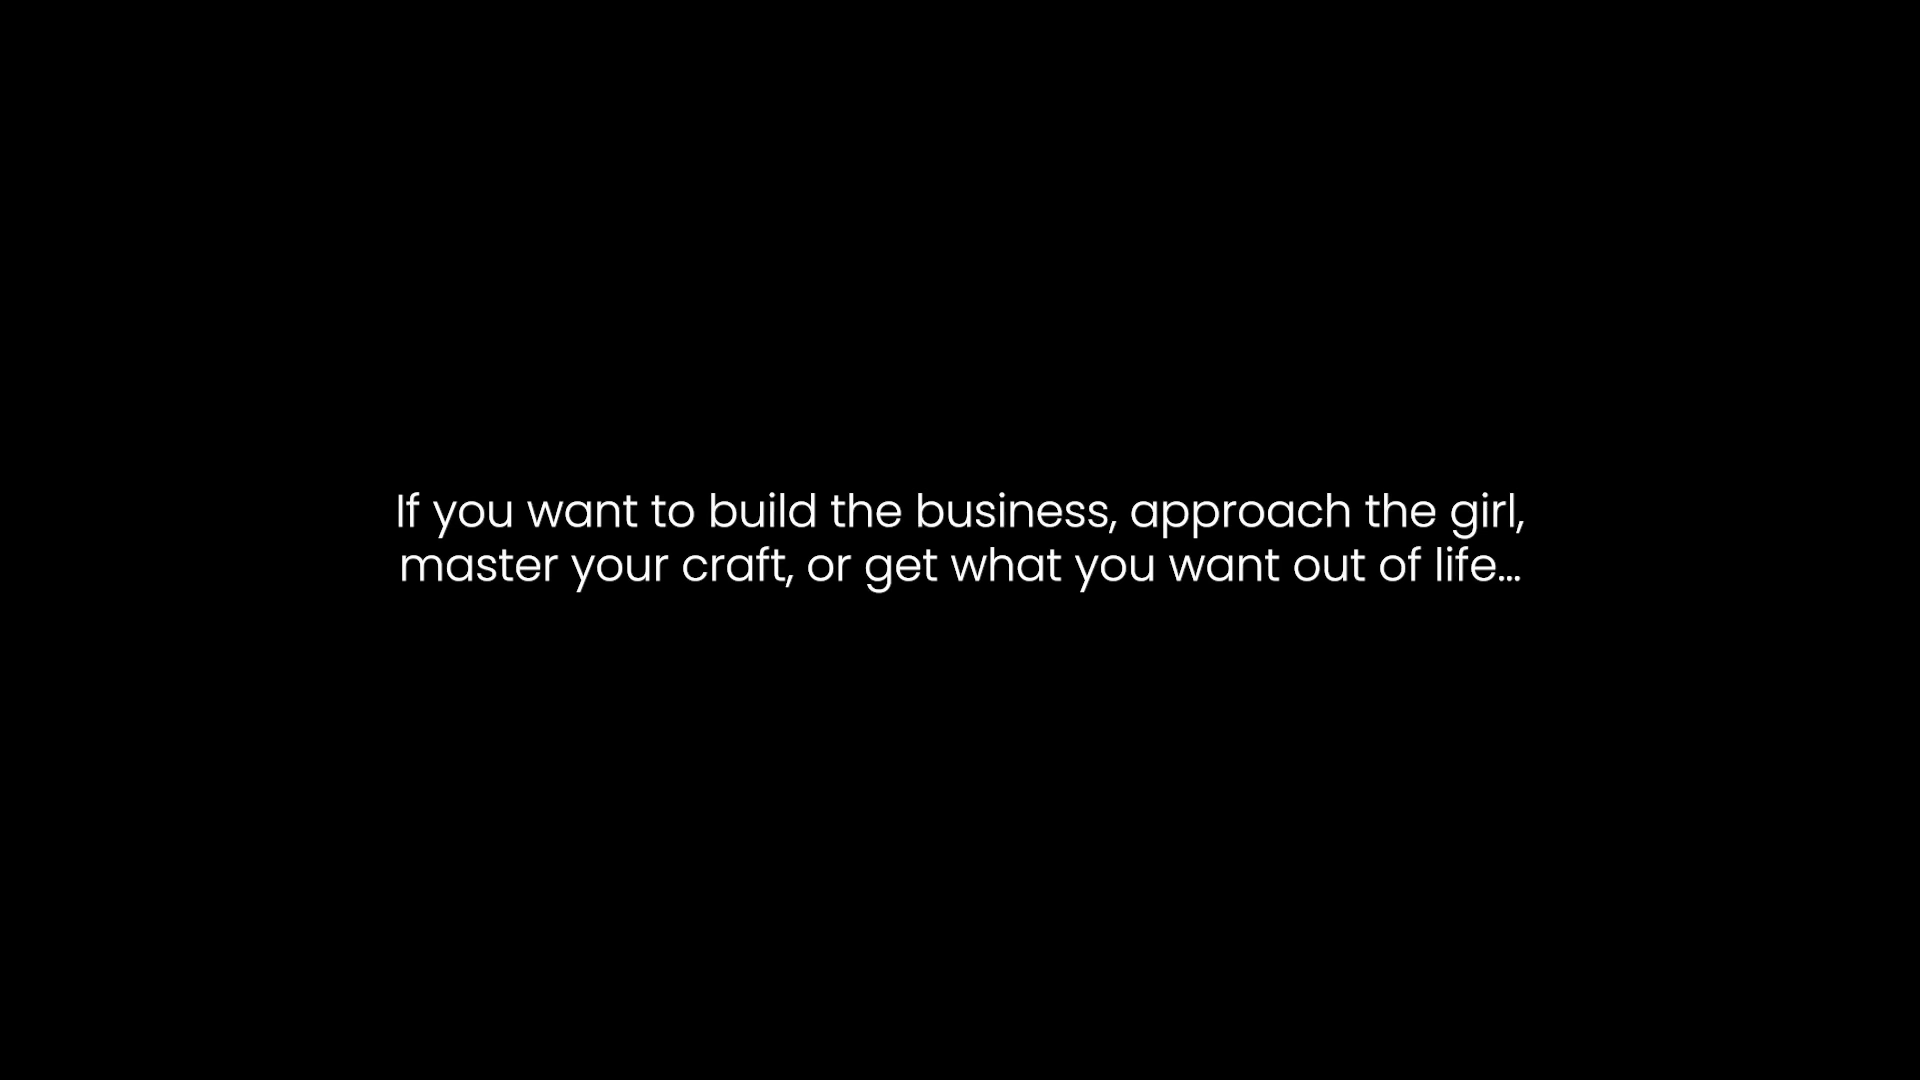 If you want to build the business, approach the girl,
master your craft, or get what you want out of life...